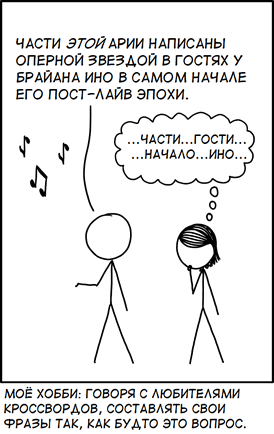 ЧАСТИ ЭТОЙ АРИИ НАПИСАНЫ
ОПЕРНОЙ ЗВЕЗДОЙ В ГОСТЯХ У
БРАЙАНА ИНО В САМОМ НАЧАЛЕ
ЕГО ПОСТ-ЛАЙВ ЭПОХИ.
...ЧАСТИ...ГОСТИ...
...НАЧАЛО...ИНО...
МОЁ ХОББИ: ГОВОРЯ С ЛЮБИТЕЛЯМИ
КРОССВОРДОВ, СОСТАВЛЯТЬ СВОИ
ФРАЗЫ ТАК, КАК БУДТО ЭТО ВОПРОС.